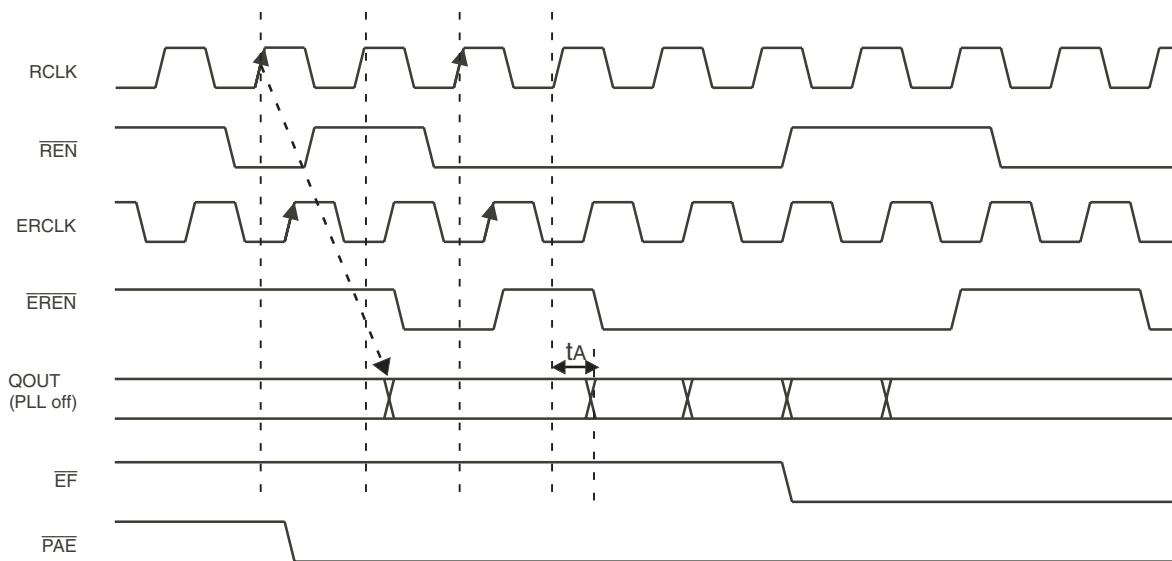 RCLK
REN
ERCLK
EREN
tA
QOUT
(PLL off)
EF
PAE